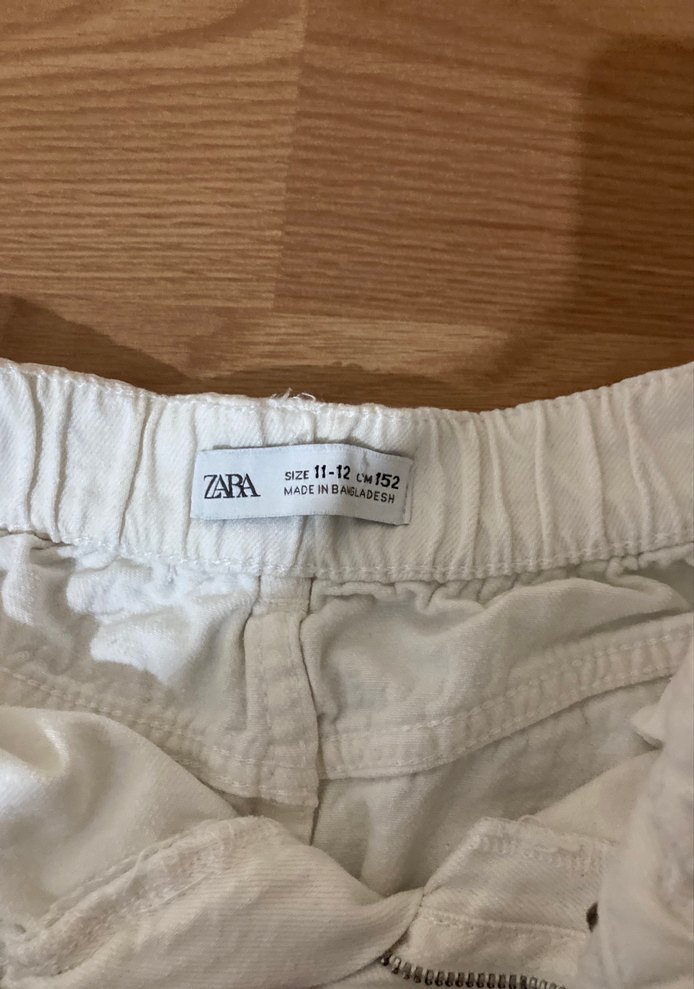 ZARA
SIZE 11-12 CM 152
MADE IN BANGLADESH